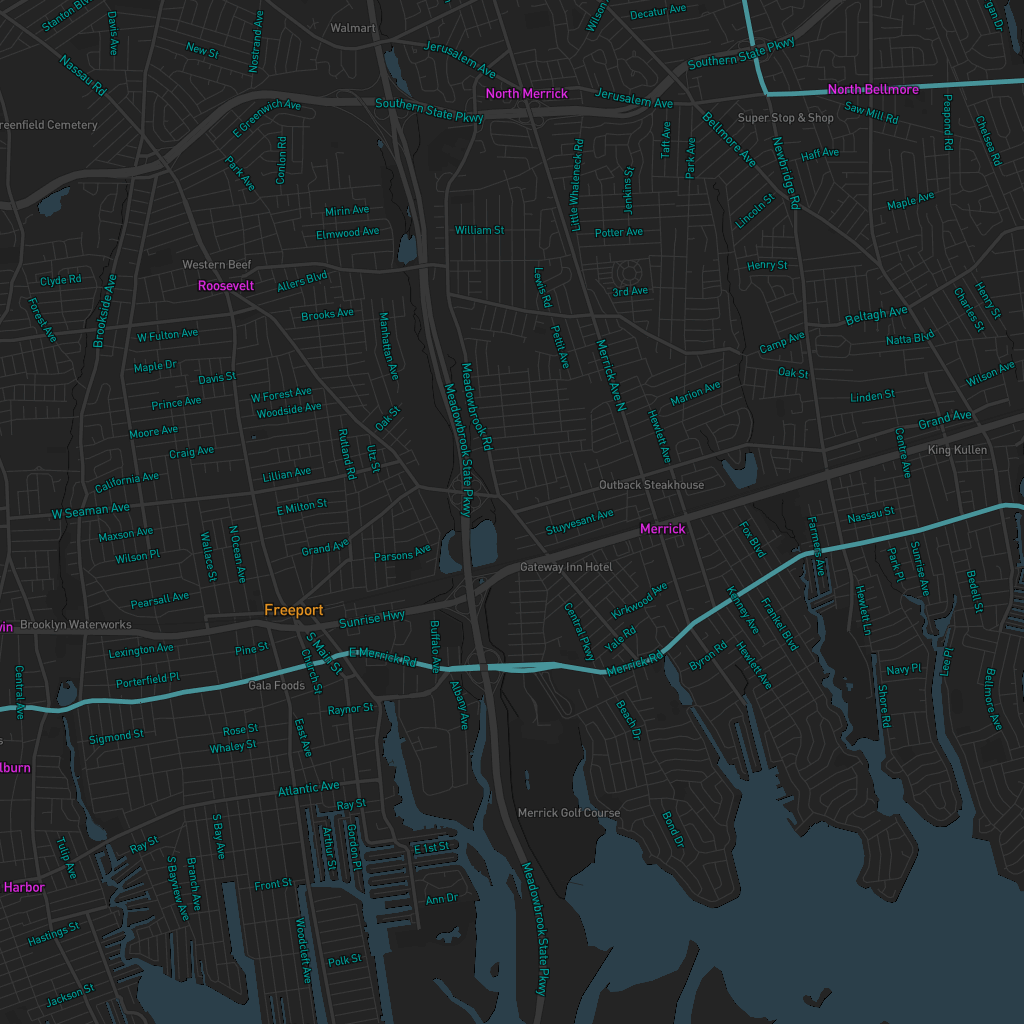 Stanton Blvd
Davis Ave
New St
Nostrand Ave
Walmart
Jerusalem Ave
Decatur Ave
Southern State Pkwy
Nassau Rd
North Merrick
Jerusalem Ave
North Bellmore
Southern State Pkwy
E Greenwich Ave
Super Stop & Shop
Saw Mill Rd
Peapond Rd
Chelsea Rd
Conlon Rd
Park Ave
Little Whaleneck Rd
Taft Ave
Park Ave
Bellmore Ave
Newbridge Rd
Haff Ave
Jenkins St
Lincoln St
Maple Ave
Mirin Ave
Elmwood Ave
William St
Potter Ave
Western Beef
Roosevelt
Allers Blvd
Clyde Rd
Forest Ave
Brookside Ave
Lewis Rd
3rd Ave
Henry St
Henry St
Charles St
Beltagh Ave
Brooks Ave
W Fulton Ave
Manhattan Ave
Pettit Ave
Merrick Ave N
Camp Ave
Natta Blvd
Maple Dr
Davis St
Oak St
Wilson Ave
Prince Ave
W Forest Ave
Woodside Ave
Meadowbrook Rd
Meadowbrook State Pkwy
Marion Ave
Linden St
Moore Ave
Oak St
Hewlett Ave
Grand Ave
Craig Ave
Rutland Rd
Utz St
Centre Ave
King Kullen
California Ave
Lillian Ave
Outback Steakhouse
W Seaman Ave
E Milton St
Stuyvesant Ave
Merrick
Nassau St
Maxson Ave
Wilson Pl
Wallace St
N Ocean Ave
Grand Ave
Parsons Ave
Fox Blvd
Farmers Ave
Gateway Inn Hotel
Park Pl
Sunrise Ave
Bedell St
Pearsall Ave
Freeport
Brooklyn Waterworks
Sunrise Hwy
Kirkwood Ave
Kenney Ave
Frankel Blvd
Hewlett Ln
Central Pkwy
Yale Rd
Lexington Ave
Pine St
S Main St
E Merrick Rd
Buffalo Ave
Merrick Rd
Byron Rd
Hewlett Ave
Lee Pl
Navy Pl
Central Ave
Porterfield Pl
Gala Foods
Church St
Albany Ave
Shore Rd
Bellmore Ave
Raynor St
Beach Dr
Sigmond St
Rose St
Whaley St
East Ave
Atlantic Ave
Ray St
Merrick Golf Course
Bond Dr
Tulip Ave
Ray St
S Bay Ave
Arthur St
Gordon Pl
E 1st St
Harbor
S Bayview Ave
Branch Ave
Front St
Ann Dr
Meadowbrook State Pkwy
Hastings St
Woodcleft Ave
Polk St
Jackson St